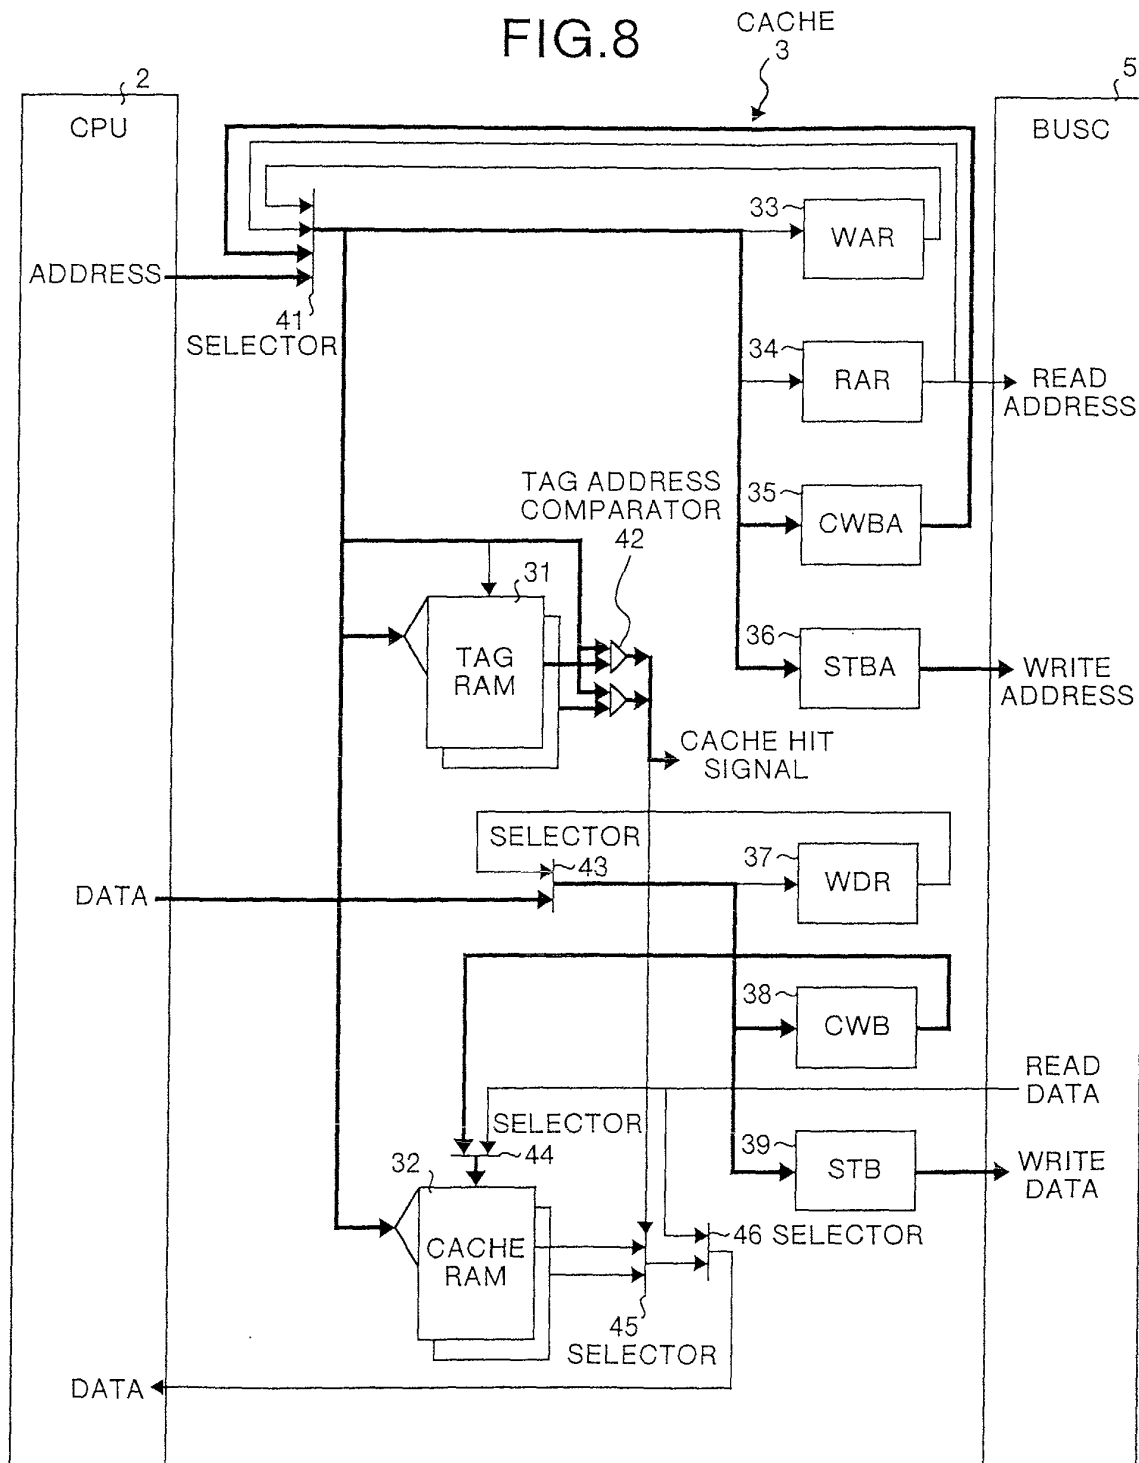 FIG.8
CACHE
3
2
CPU
5
BUSC
33
WAR
ADDRESS
41
SELECTOR
34
RAR
READ
ADDRESS
TAG ADDRESS
COMPARATOR
42
35
CWBA
31
TAG
RAM
36
STBA
WRITE
ADDRESS
CACHE HIT
SIGNAL
SELECTOR
43
37
WDR
DATA
38
CWB
READ
DATA
SELECTOR
44
39
STB
WRITE
DATA
32
CACHE
RAM
46 SELECTOR
45
SELECTOR
DATA